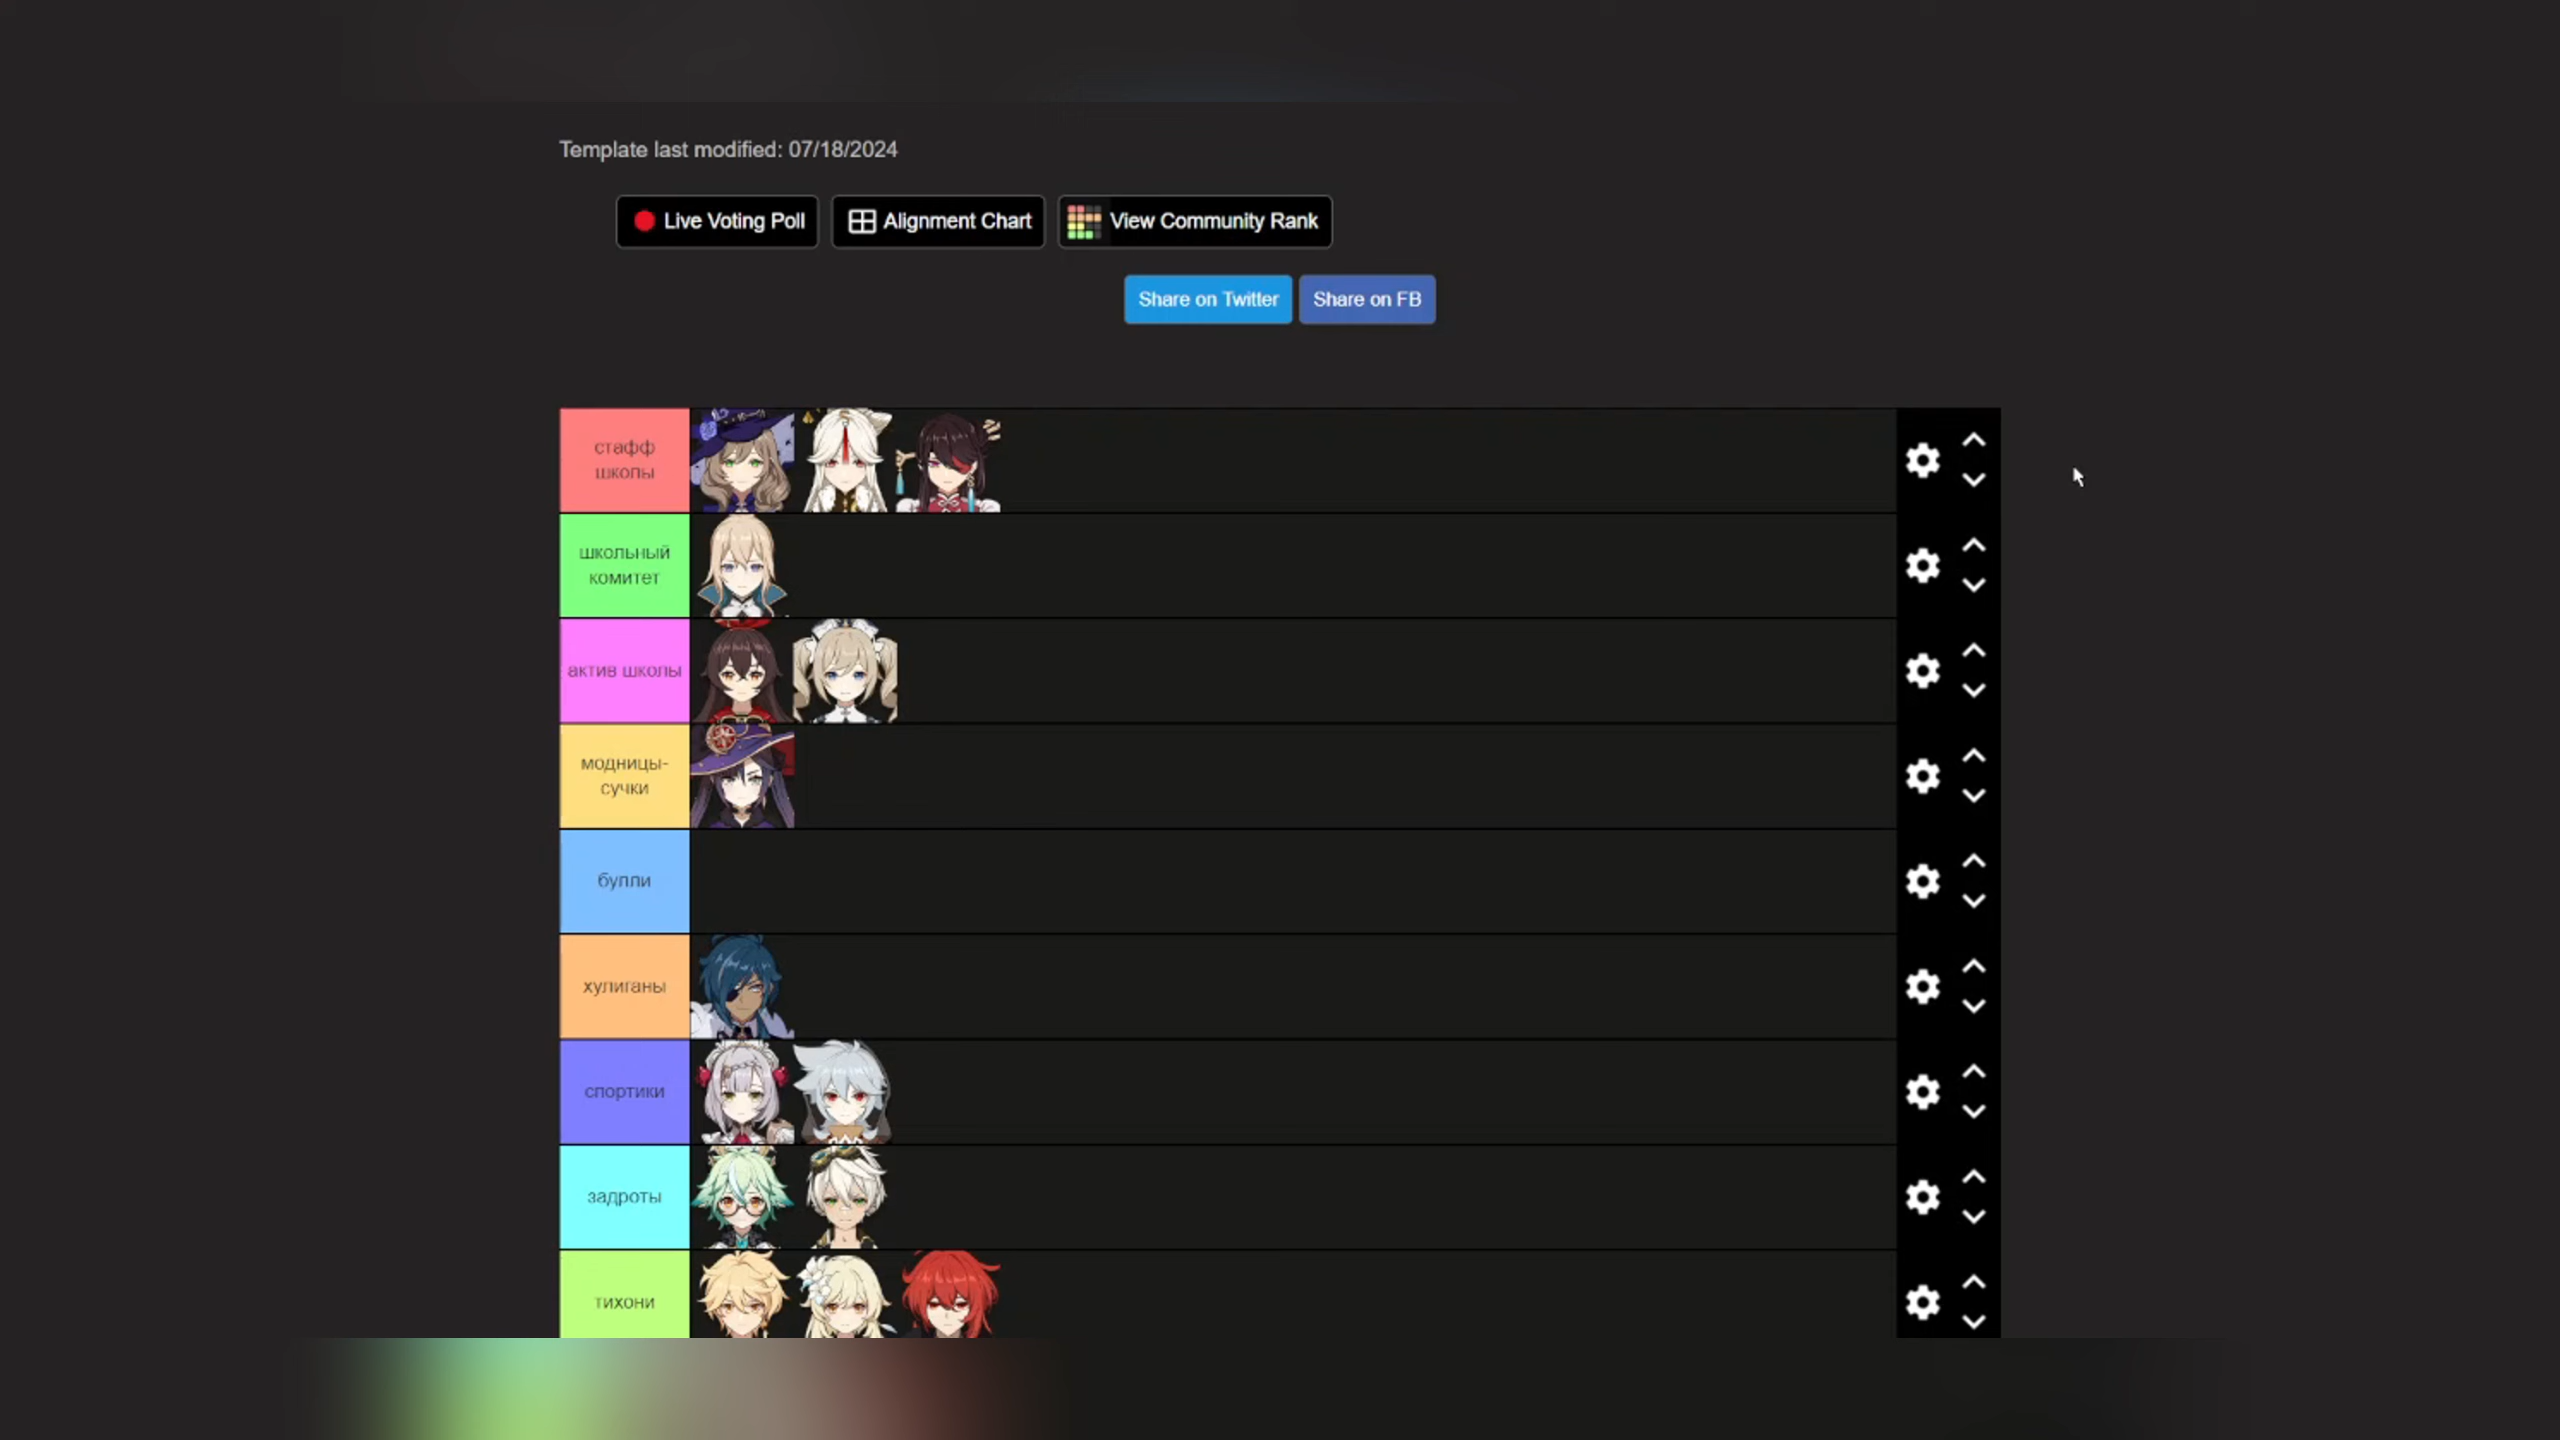 Template last modified: 07/18/2024
Live Voting Poll
Alignment Chart
View Community Rank
Share on Twitter
Share on FB
стафф
школы
школьный
комитет
актив школы
модницы-
сучки
булли
хулиганы
спортики
задроты
тихони